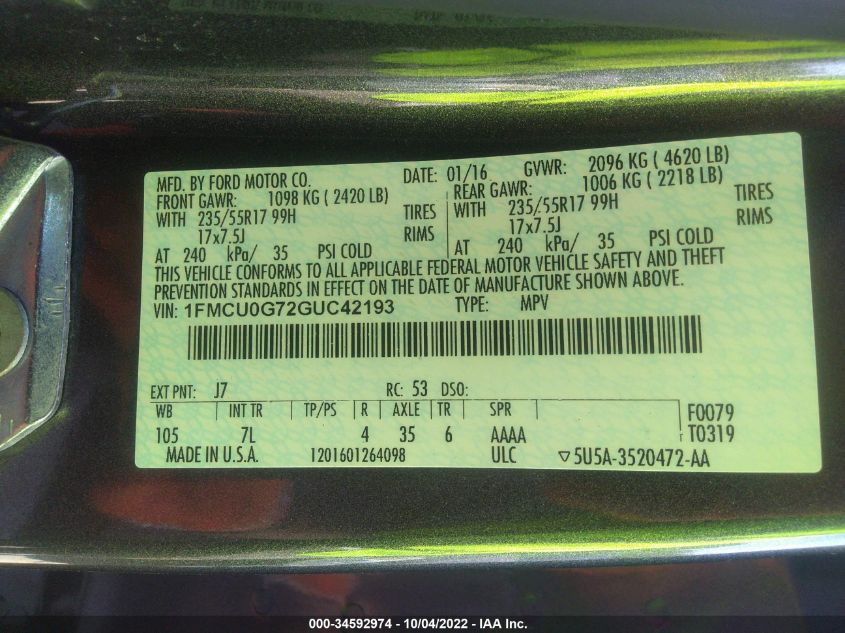 MFD. BY FORD MOTOR CO. DATE: 01/16 GVWR: 2096 KG ( 4620 LB)
FRONT GAWR: 1098 KG ( 2420 LB) REAR GAWR: 1006 KG ( 2218 LB)
WITH 235/55R17 99H TIRES WITH 235/55R17 99H TIRES
17x7.5J RIMS 17x7.5J RIMS
AT 240 kPa/ 35 PSI COLD AT 240 kPa/ 35 PSI COLD
THIS VEHICLE CONFORMS TO ALL APPLICABLE FEDERAL MOTOR VEHICLE SAFETY AND THEFT
PREVENTION STANDARDS IN EFFECT ON THE DATE OF MANUFACTURE SHOWN ABOVE.
VIN: 1FMCU0G72GUC42193 TYPE: MPV
EXT PNT: J7 RC: 53 DSO:
WB INT TR TP/PS R AXLE TR SPR F0079
105 7L 4 35 6 AAAA T0319
MADE IN U.S.A. 1201601264098 ULC ▽5U5A-3520472-AA
000-34592974 - 10/04/2022 - IAA Inc.